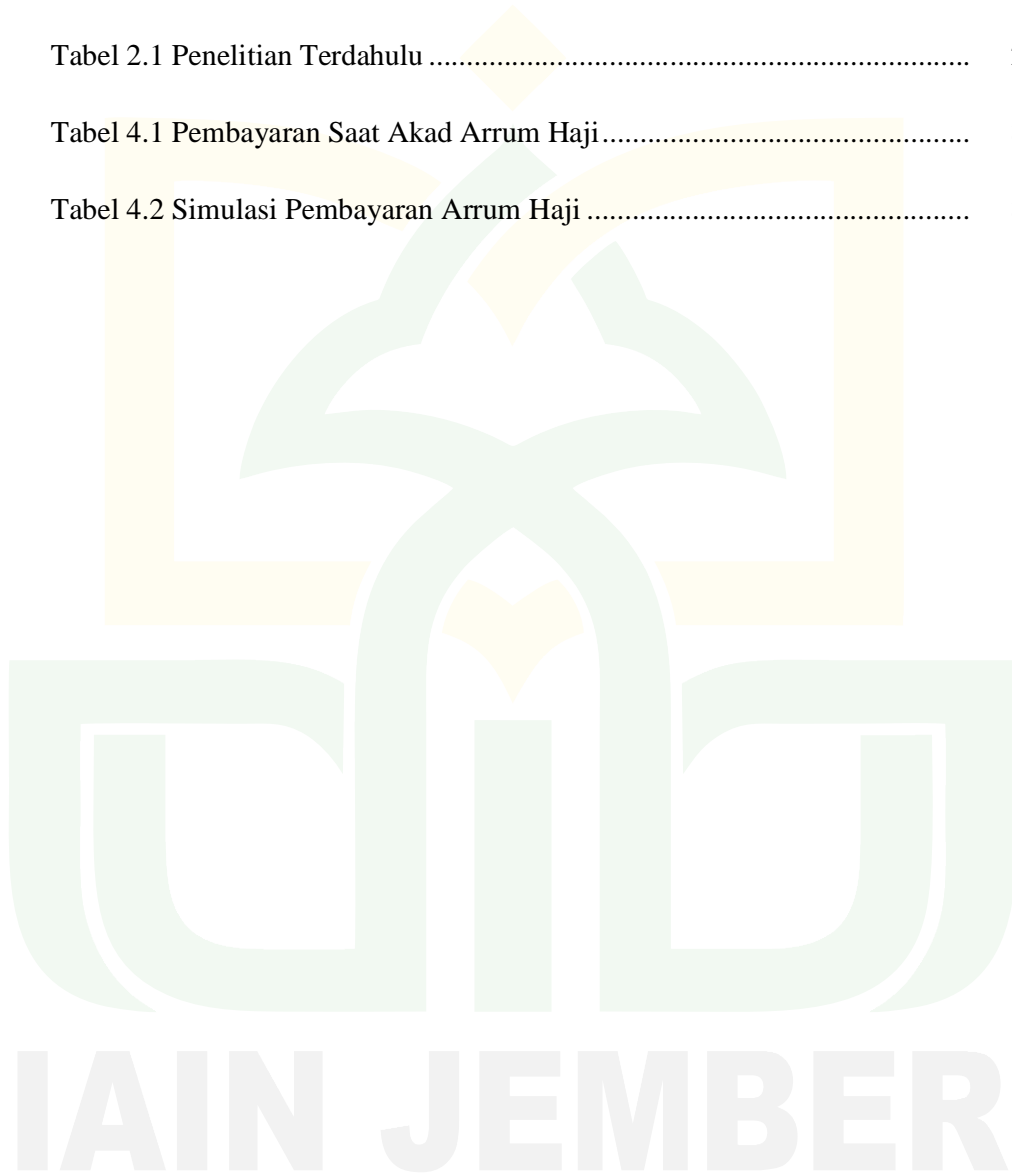 Tabel 2.1 Penelitian Terdahulu ........................................................................
Tabel 4.1 Pembayaran Saat Akad Arrum Haji.................................................
Tabel 4.2 Simulasi Pembayaran Arrum Haji ...................................................
IAIN JEMBER